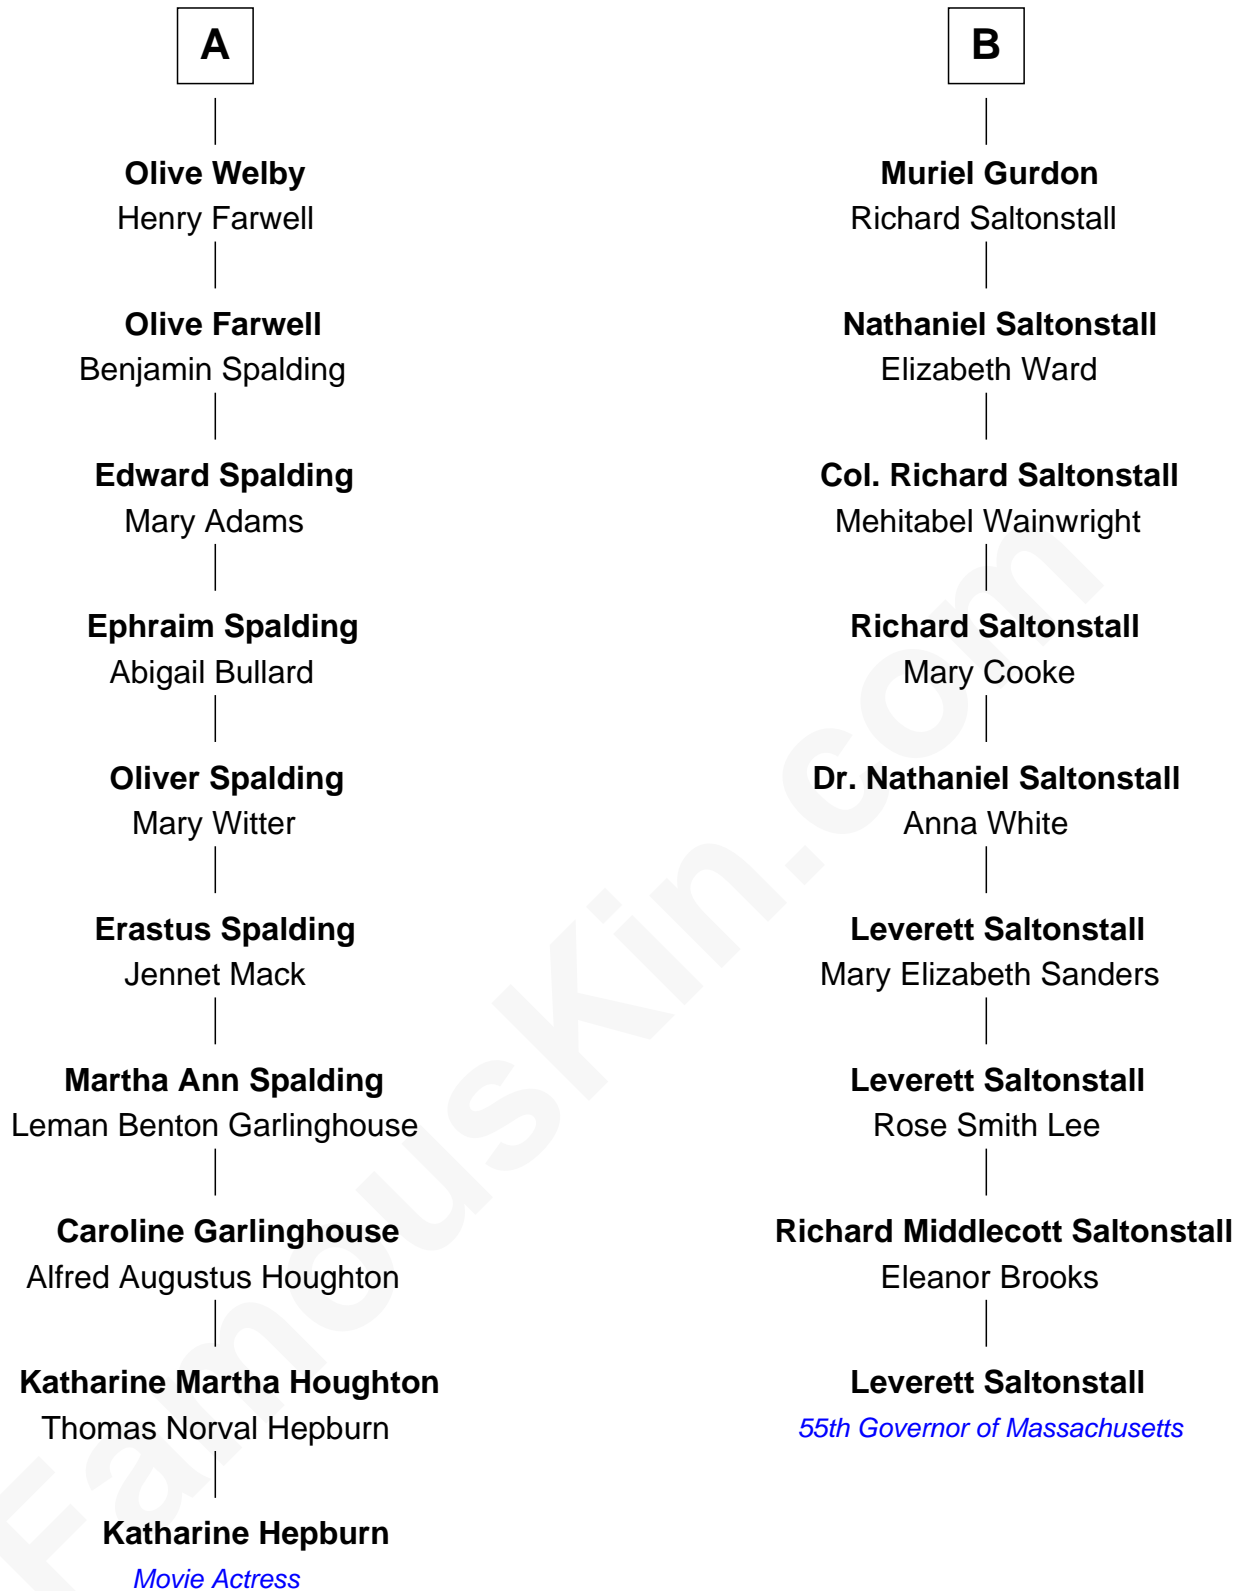 A
Olive Welby
Henry Farwell
Olive Farwell
Benjamin Spalding
Edward Spalding
Mary Adams
Ephraim Spalding
Abigail Bullard
Oliver Spalding
Mary Witter
Erastus Spalding
Jennet Mack
Martha Ann Spalding
Leman Benton Garlinghouse
Caroline Garlinghouse
Alfred Augustus Houghton
Katharine Martha Houghton
Thomas Norval Hepburn
Katharine Hepburn
Movie Actress
B
Muriel Gurdon
Richard Saltonstall
Nathaniel Saltonstall
Elizabeth Ward
Col. Richard Saltonstall
Mehitabel Wainwright
Richard Saltonstall
Mary Cooke
Dr. Nathaniel Saltonstall
Anna White
Leverett Saltonstall
Mary Elizabeth Sanders
Leverett Saltonstall
Rose Smith Lee
Richard Middlecott Saltonstall
Eleanor Brooks
Leverett Saltonstall
55th Governor of Massachusetts
FamousKin.com